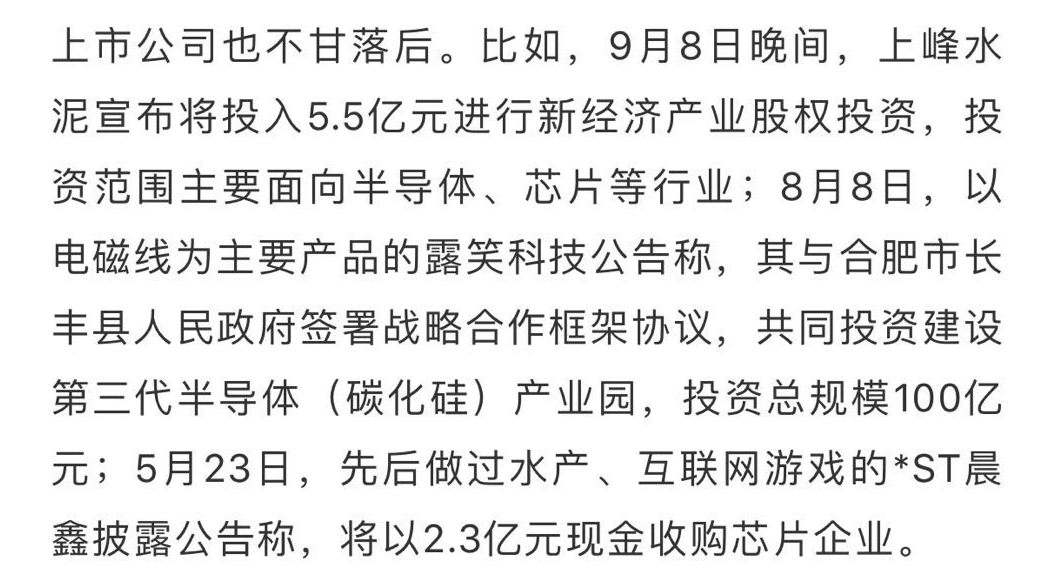 上市公司也不甘落后。比如，9月8日晚间，上峰水
泥宣布将投入5.5亿元进行新经济产业股权投资，投
资范围主要面向半导体、芯片等行业；8月8日，以
电磁线为主要产品的露笑科技公告称，其与合肥市长
丰县人民政府签署战略合作框架协议，共同投资建设
第三代半导体（碳化硅）产业园，投资总规模100亿
元；5月23日，先后做过水产、互联网游戏的*ST晨
鑫披露公告称，将以2.3亿元现金收购芯片企业。